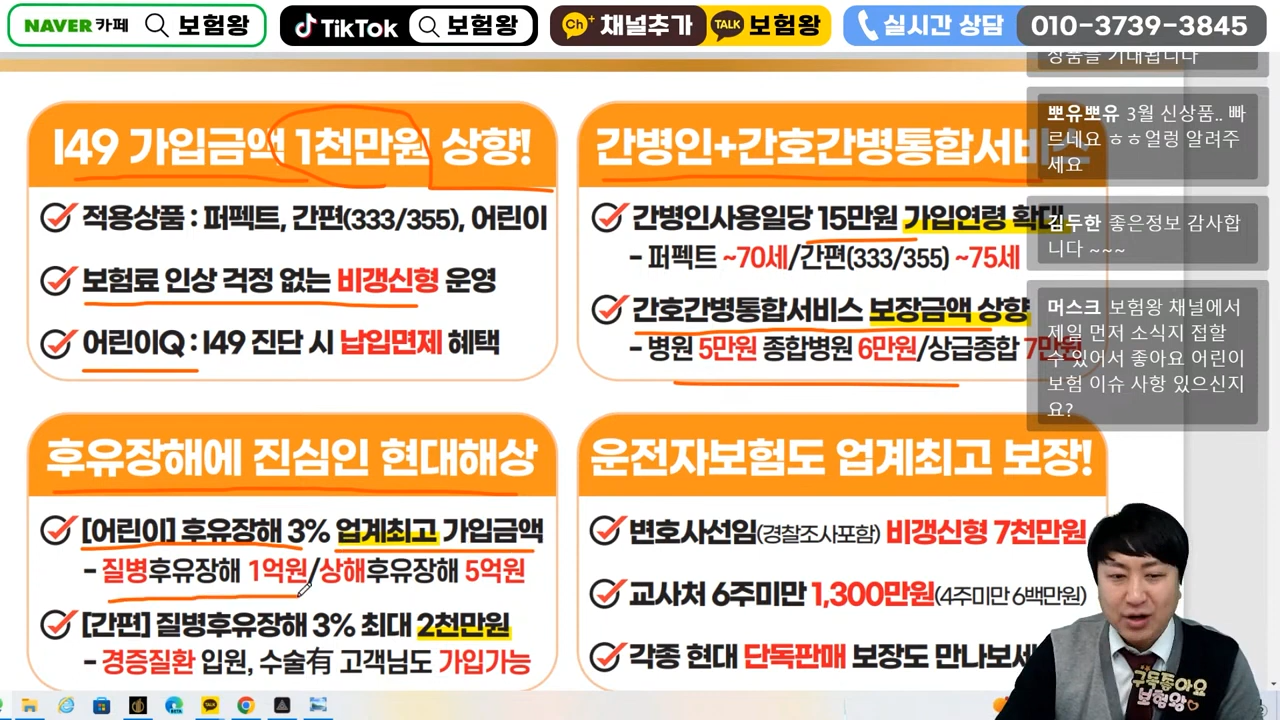 NAVER 카페 보험왕
TikTok 보험왕
Ch+ 채널추가 TALK 보험왕
실시간 상담 010-3739-3845
상품들 기대됩니다
뽀유뽀유 3월 신상품.. 빠
르네요 ㅎㅎ얼렁 알려주
세요
김두한 좋은정보 감사합
니다 ~~~
머스크 보험왕 채널에서
제일 먼저 소식지 접할
수 있어서 좋아요 어린이
보험 이슈 사항 있으신지
요?
I49 가입금액 1천만원 상향!
적용상품 : 퍼펙트, 간편(333/355), 어린이
보험료 인상 걱정 없는 비갱신형 운영
어린이Q : I49 진단 시 납입면제 혜택
간병인+간호간병통합서비스
간병인사용일당 15만원 가입연령 확대
- 퍼펙트 ~70세/간편(333/355) ~75세
간호간병통합서비스 보장금액 상향
- 병원 5만원 종합병원 6만원/상급종합 7만원
후유장해에 진심인 현대해상
[어린이] 후유장해 3% 업계최고 가입금액
- 질병후유장해 1억원/상해후유장해 5억원
[간편] 질병후유장해 3% 최대 2천만원
- 경증질환 입원, 수술有 고객님도 가입가능
운전자보험도 업계최고 보장!
변호사선임(경찰조사포함) 비갱신형 7천만원
교사처 6주미만 1,300만원(4주미만 6백만원)
각종 현대 단독판매 보장도 만나보세
구독좋아요
보험왕♡